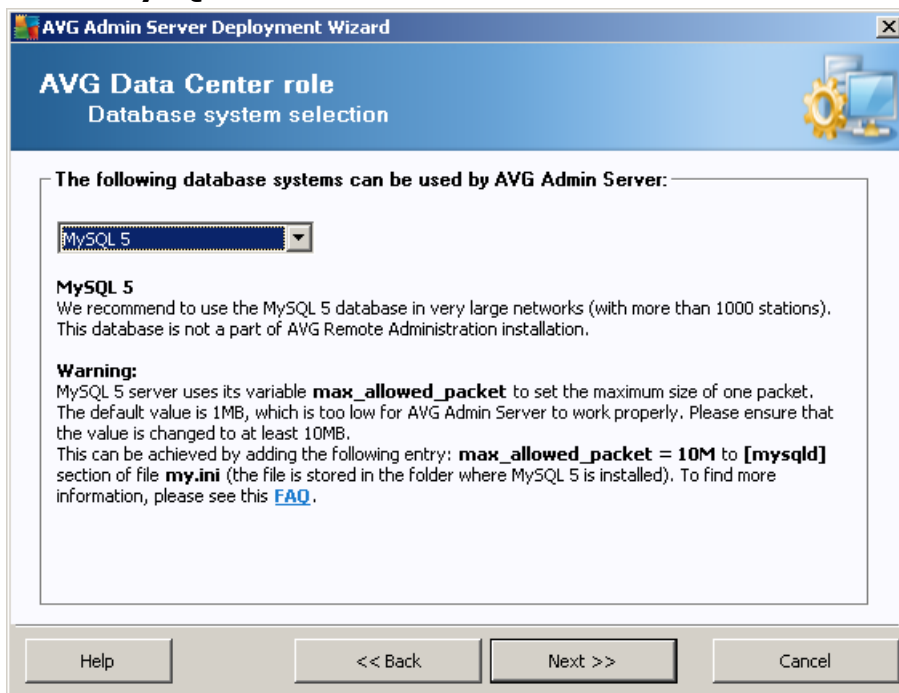 AVG Admin Server Deployment Wizard
AVG Data Center role
Database system selection
The following database systems can be used by AVG Admin Server:
MySQL 5
MySQL 5
We recommend to use the MySQL 5 database in very large networks (with more than 1000 stations).
This database is not a part of AVG Remote Administration installation.
Warning:
MySQL 5 server uses its variable max_allowed_packet to set the maximum size of one packet.
The default value is 1MB, which is too low for AVG Admin Server to work properly. Please ensure that
the value is changed to at least 10MB.
This can be achieved by adding the following entry: max_allowed_packet = 10M to [mysqld]
section of file my.ini (the file is stored in the folder where MySQL 5 is installed). To find more
information, please see this FAQ.
Help
<< Back
Next >>
Cancel